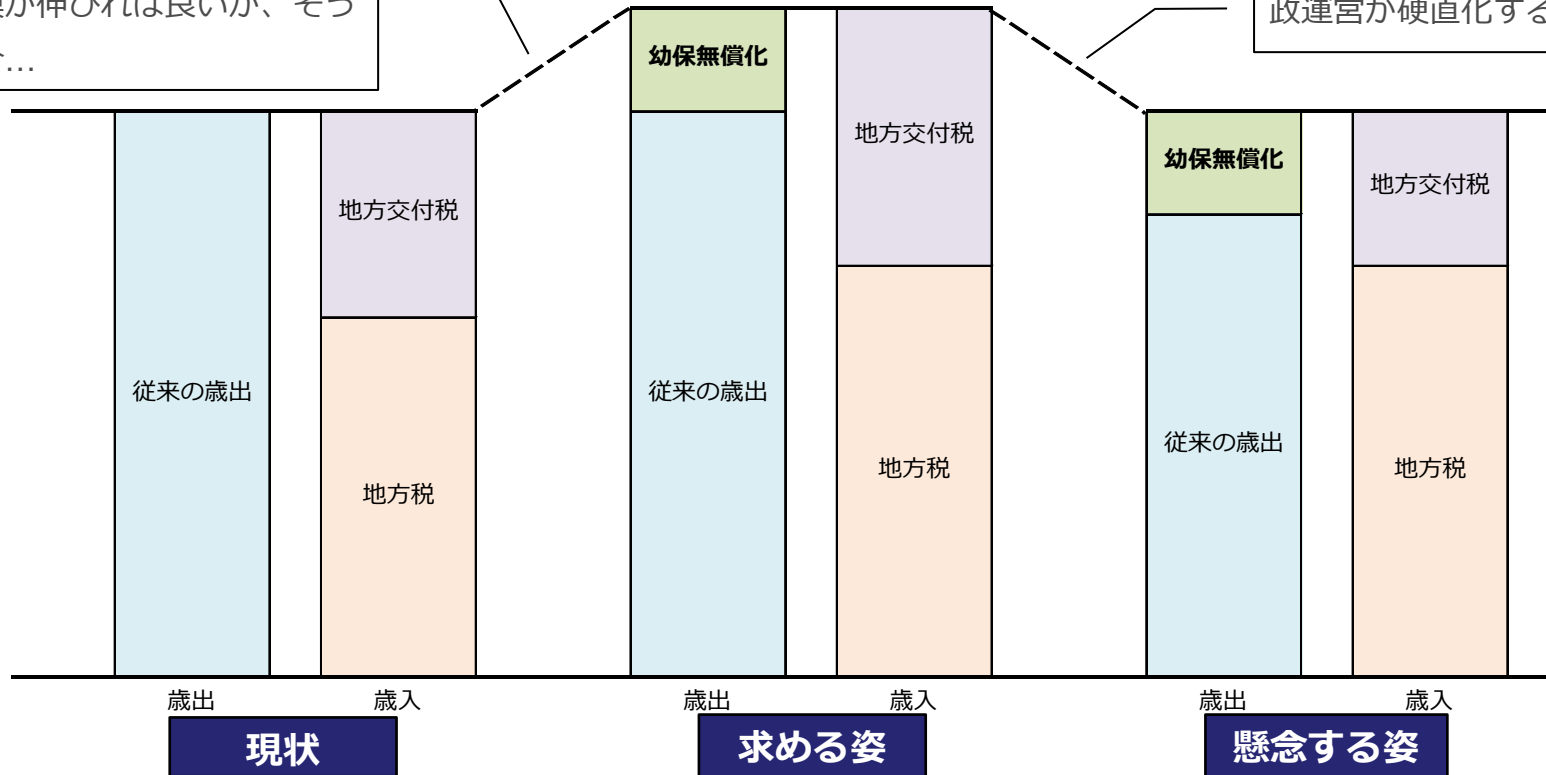 が伸びれば良いが、そう
…
政運営が硬直化する
幼保無償化
従来の歳出
地方交付税
地方税
従来の歳出
地方交付税
地方税
幼保無償化
従来の歳出
地方交付税
地方税
歳出
歳入
歳出
歳入
歳出
歳入
現状
求める姿
懸念する姿